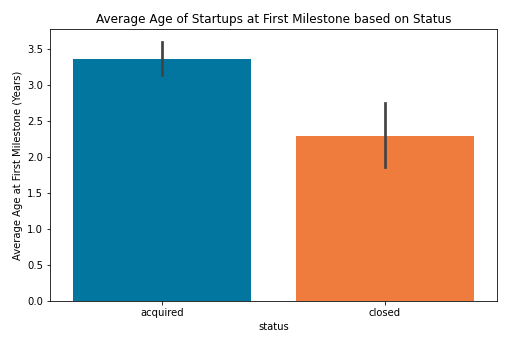 Average Age of Startups at First Milestone based on Status
Average Age at First Milestone (Years)
3.5
3.0
2.5
2.0
1.5
1.0
0.5
0.0
acquired
closed
status